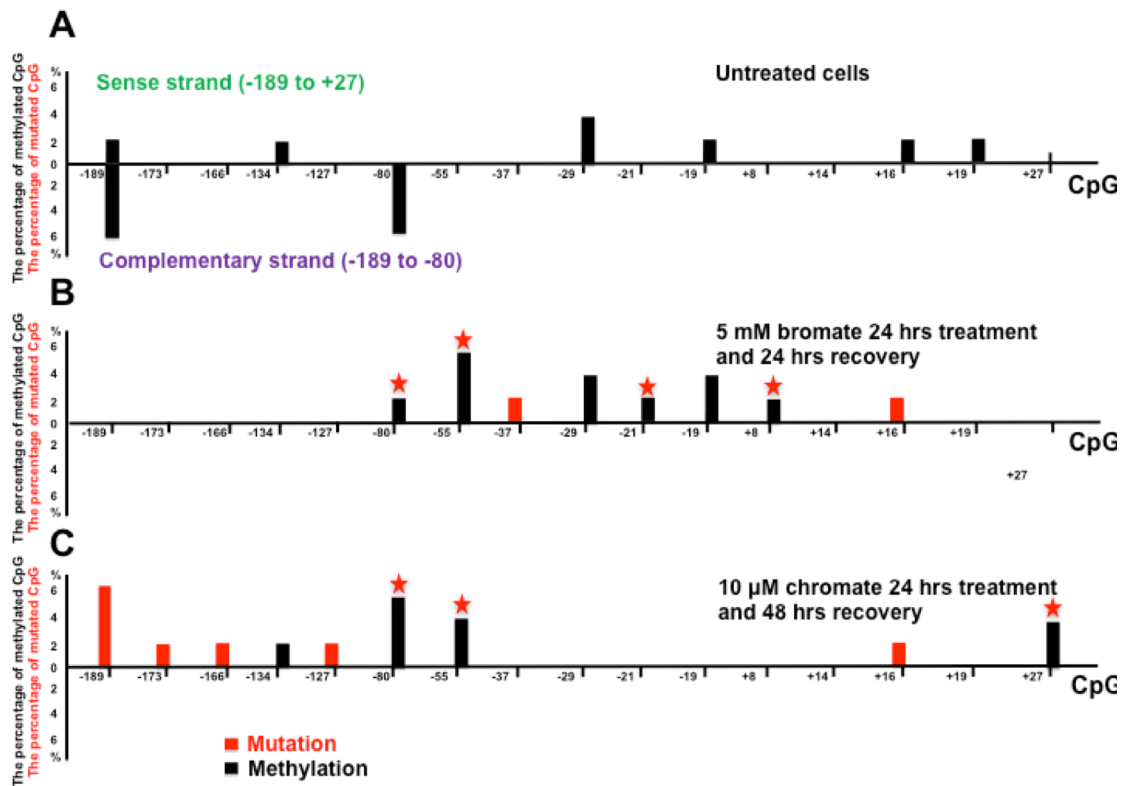 A
The percentage of methylated CpG
The percentage of mutated CpG
%
6
4
2
0
2
4
6
%
Sense strand (-189 to +27)
Untreated cells
-189 -173 -166 -134 -127 -80 -55 -37 -29 -21 -19 +8 +14 +16 +19 +27
CpG
Complementary strand (-189 to -80)
B
The percentage of methylated CpG
The percentage of mutated CpG
%
6
4
2
0
2
4
6
%
5 mM bromate 24 hrs treatment
and 24 hrs recovery
-189 -173 -166 -134 -127 -80 -55 -37 -29 -21 -19 +8 +14 +16 +19
CpG
+27
C
The percentage of methylated CpG
The percentage of mutated CpG
%
6
4
2
0
2
4
6
%
10 µM chromate 24 hrs treatment
and 48 hrs recovery
-189 -173 -166 -134 -127 -80 -55 -37 -29 -21 -19 +8 +14 +16 +19 +27
CpG
Mutation
Methylation